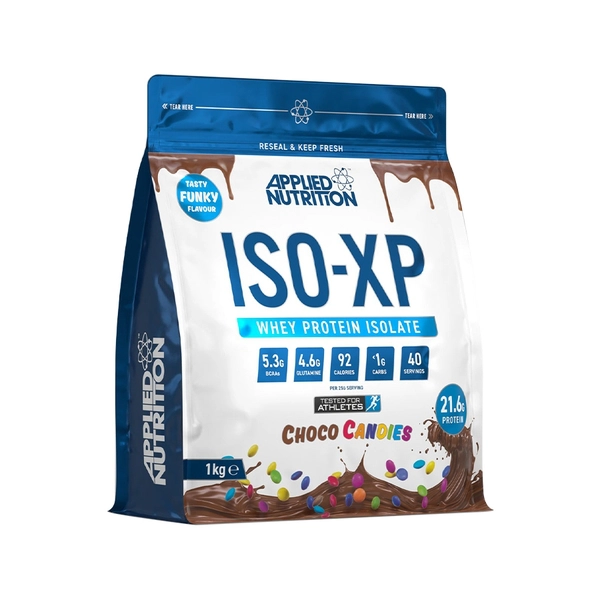 TEAR HERE
TEAR HERE
RESEAL & KEEP FRESH
TASTY
FUNKY
FLAVOUR
APPLIED
NUTRITION
ISO-XP
WHEY PROTEIN ISOLATE
5.3G
BCAAs
4.6G
GLUTAMINE
92
CALORIES
<1G
CARBS
40
SERVINGS
PER 25G SERVING
TESTED FOR
ATHLETES
21.6G
PROTEIN
CHOCO CANDIES
1kg e
APPLIED
NUTRITION